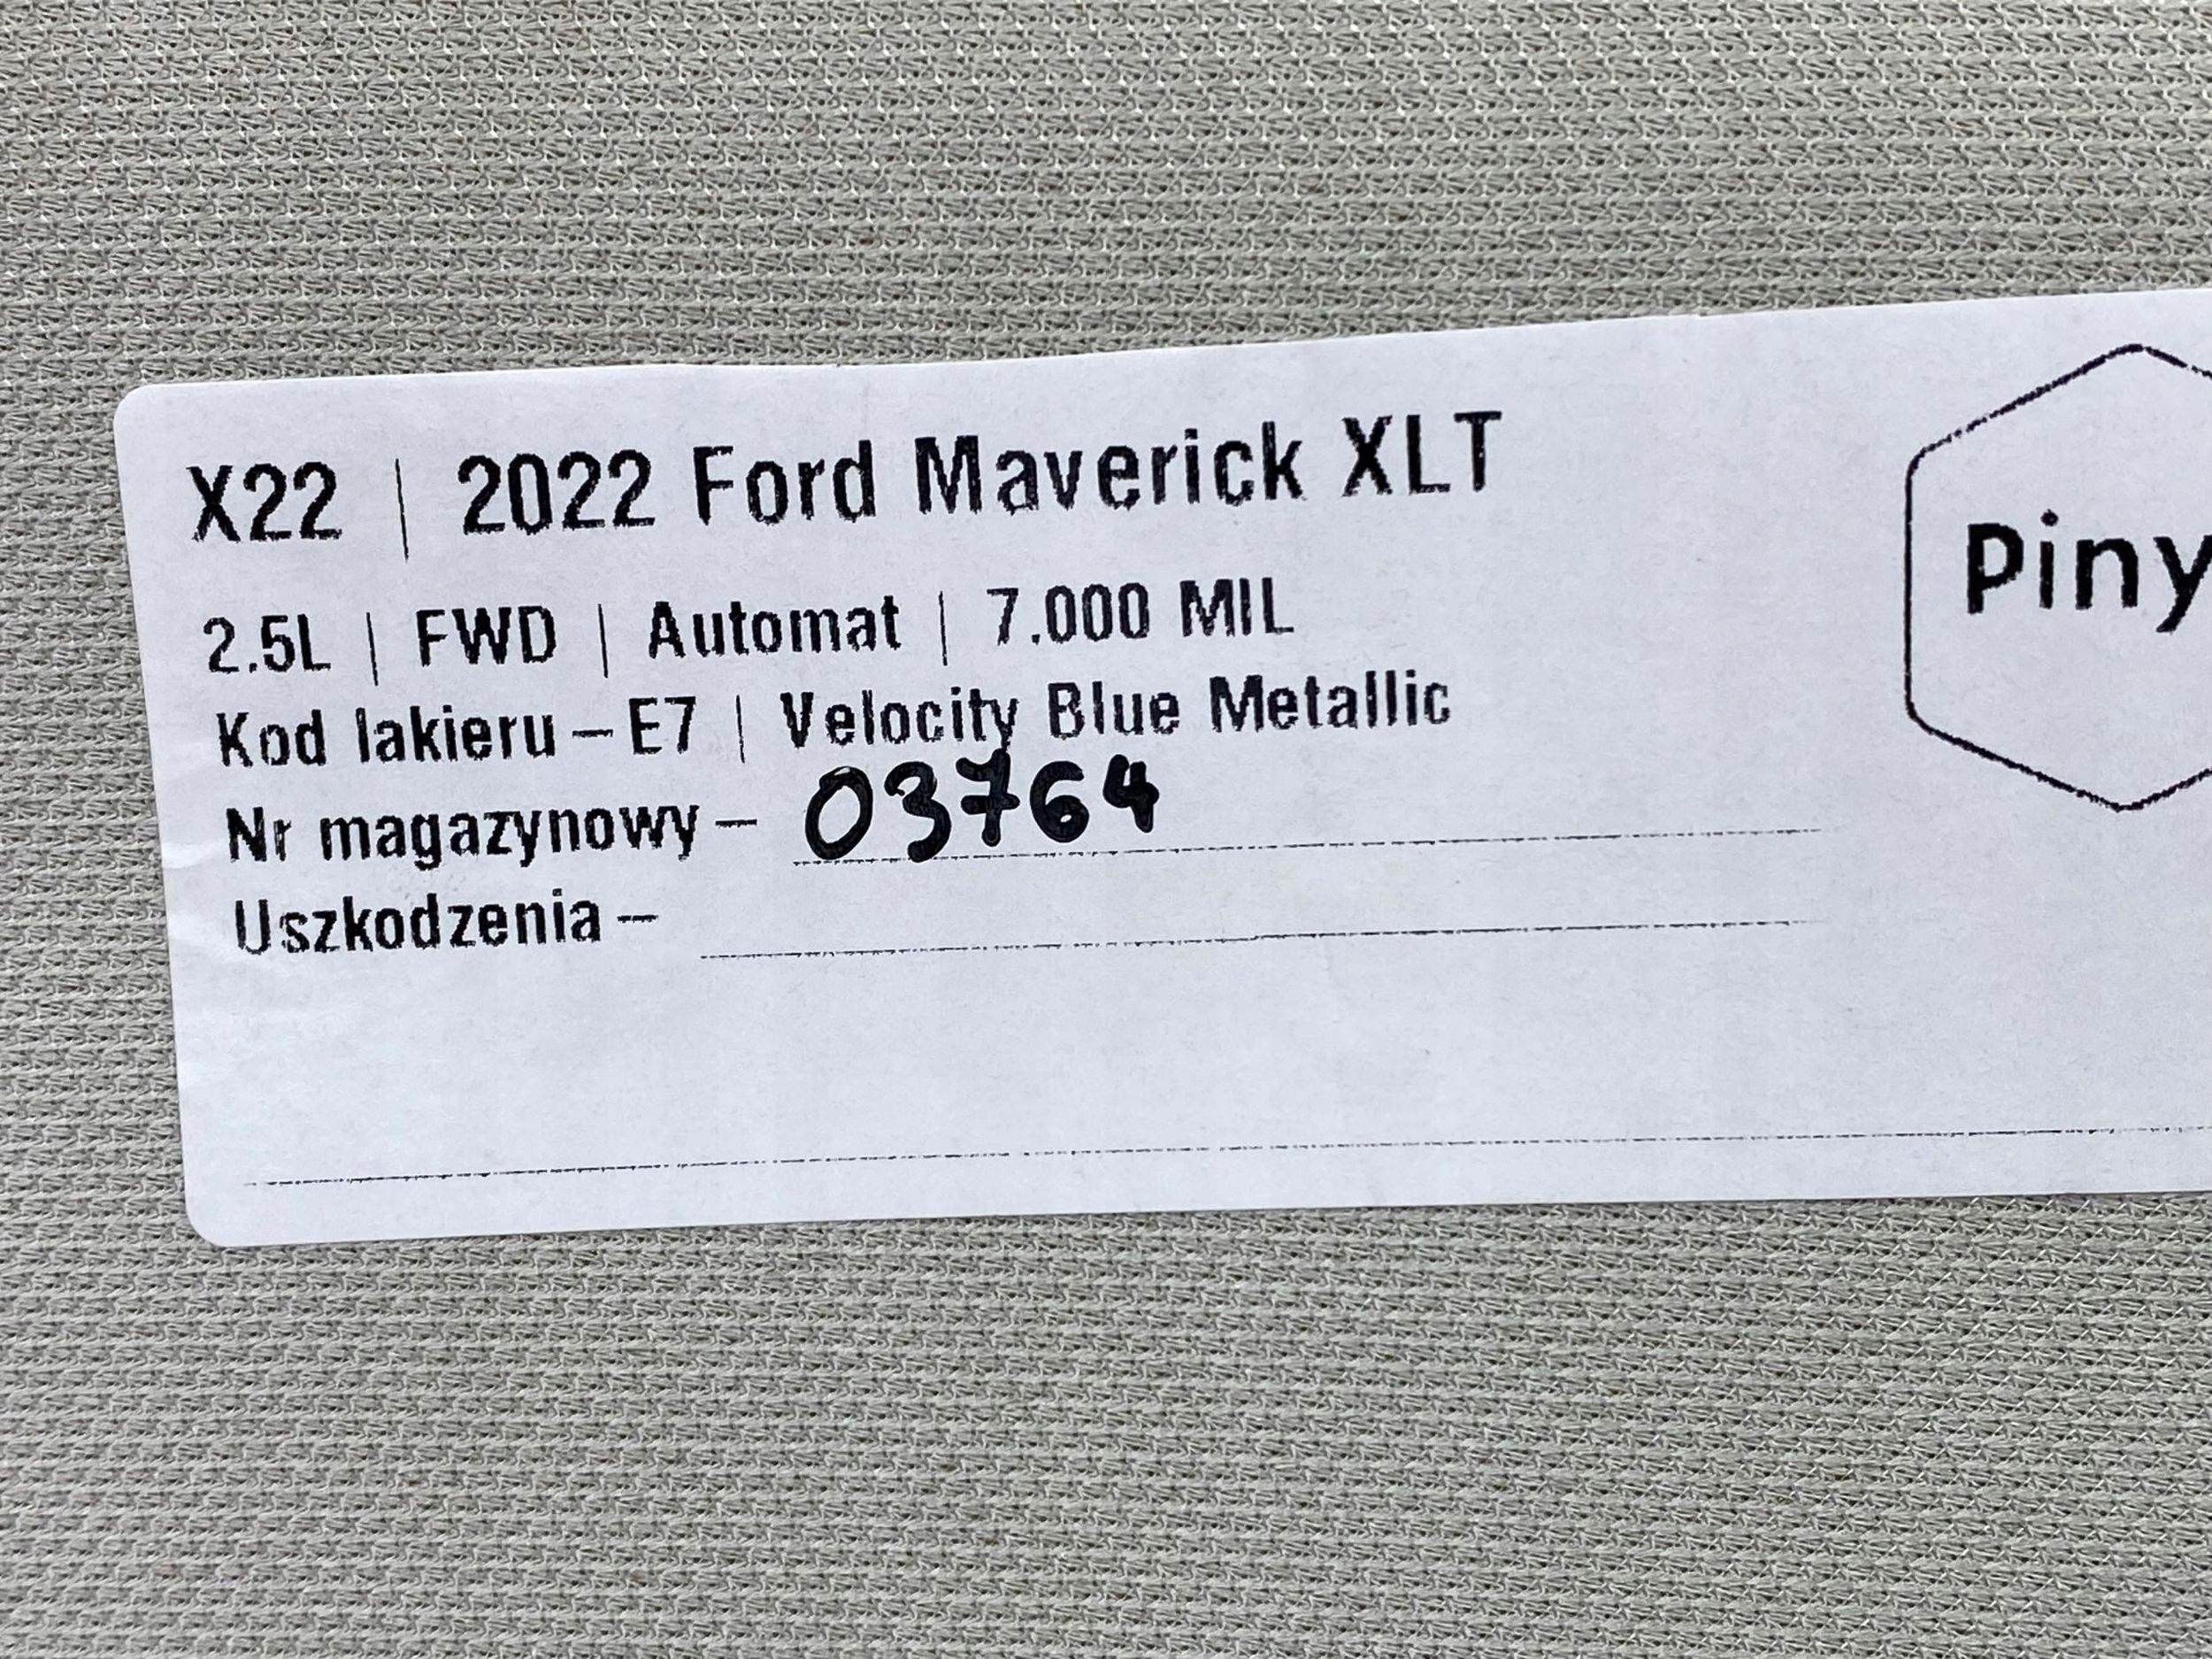 X22 | 2022 Ford Maverick XLT
2.5L | FWD | Automat | 7.000 MIL
Kod lakieru – E7 | Velocity Blue Metallic
Nr magazynowy – 03764
Uszkodzenia –
Piny